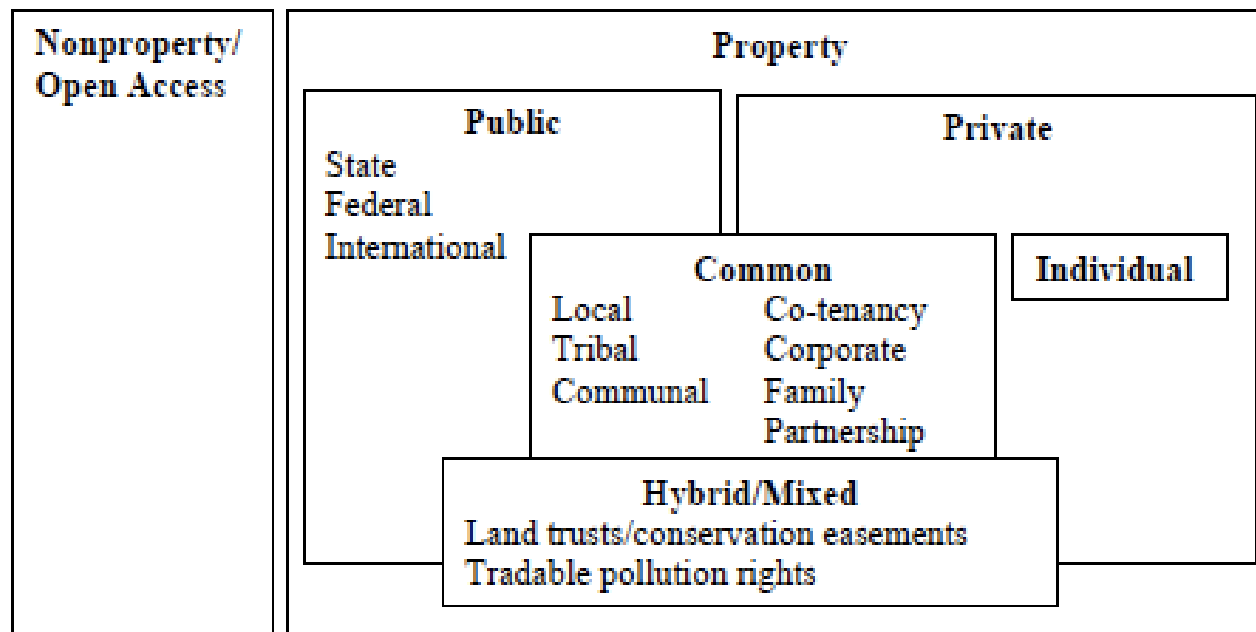 Nonproperty/
Open Access
Property
Public
State
Federal
International
Private
Individual
Common
Local
Tribal
Communal
Co-tenancy
Corporate
Family
Partnership
Hybrid/Mixed
Land trusts/conservation easements
Tradable pollution rights